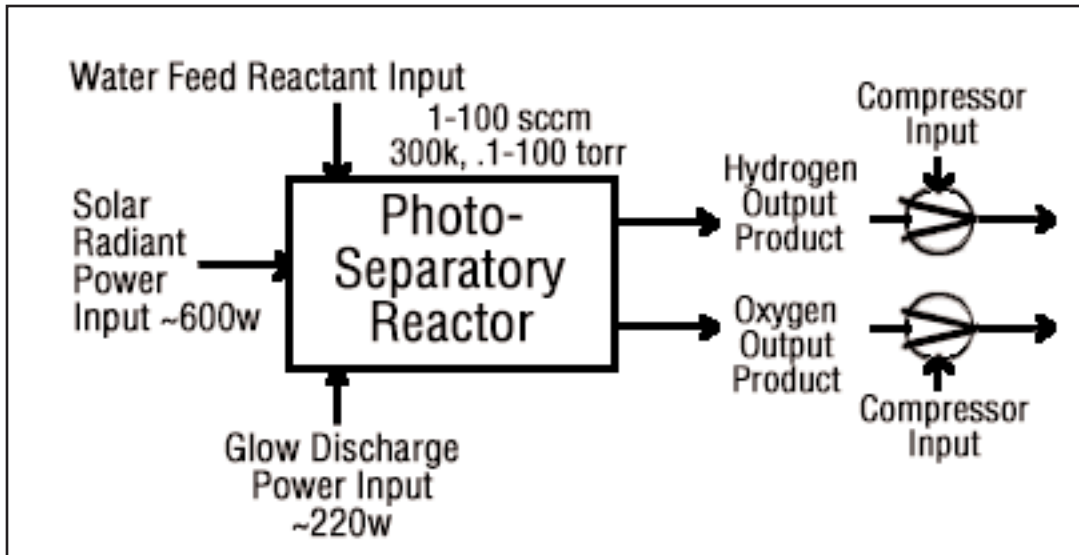 Water Feed Reactant Input
1-100 sccm
300k, .1-100 torr
Solar
Radiant
Power
Input ~600w
Photo-
Separatory
Reactor
Glow Discharge
Power Input
~220w
Hydrogen
Output
Product
Compressor
Input
Oxygen
Output
Product
Compressor
Input